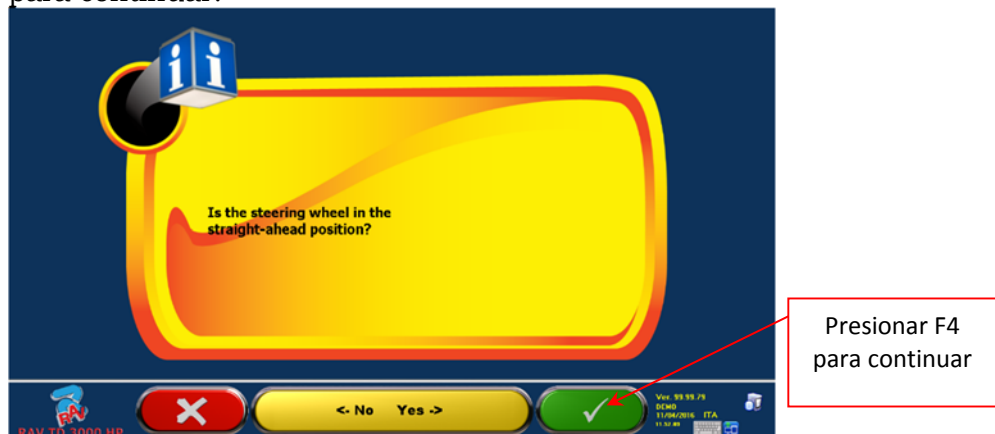 para continuar.
i i
Is the steering wheel in the
straight-ahead position?
Presionar F4
para continuar
<- No Yes ->
RAV
RAV TD 3000 HP
Ver. 99.99.79
DEMO
11/04/2016 ITA